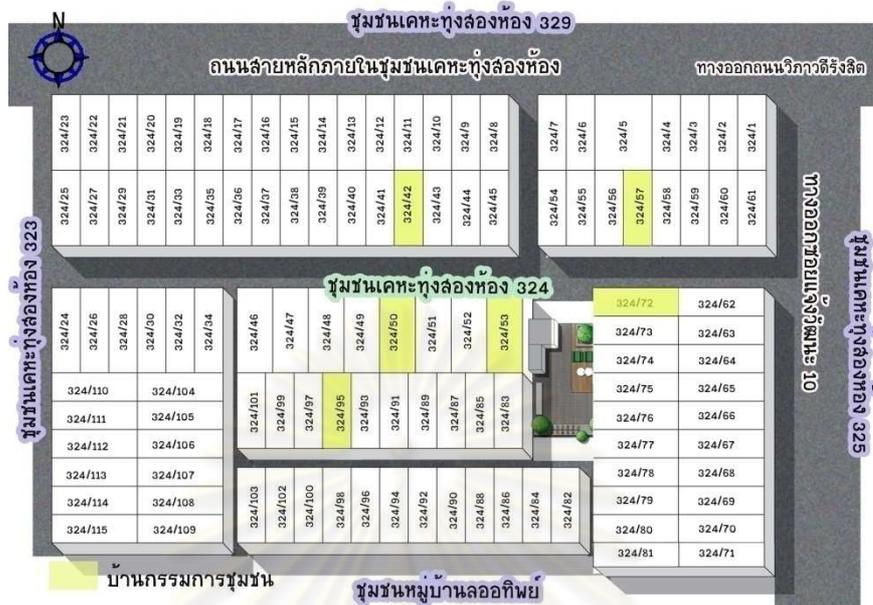 ชุมชนเคหะทุ่งสองห้อง 329
N
ถนนสายหลักภายในชุมชนเคหะทุ่งสองห้อง
ทางออกถนนวิภาวดีรังสิต
324/23 324/22 324/21 324/20 324/19 324/18 324/17 324/16 324/15 324/14 324/13 324/12 324/11 324/10 324/9 324/8
324/7 324/6 324/5 324/4 324/3 324/2 324/1
324/25 324/27 324/29 324/31 324/33 324/35 324/36 324/37 324/38 324/39 324/40 324/41 324/42 324/43 324/44 324/45
324/54 324/55 324/56 324/57 324/58 324/59 324/60 324/61
ทางออกซอยแจ้งวัฒนะ 10
ชุมชนเคหะทุ่งสองห้อง 323
ชุมชนเคหะทุ่งสองห้อง 325
ชุมชนเคหะทุ่งสองห้อง 324
324/24 324/26 324/28 324/30 324/32 324/34
324/46 324/47 324/48 324/49 324/50 324/51 324/52 324/53
324/72 324/62
324/73 324/63
324/74 324/64
324/75 324/65
324/76 324/66
324/77 324/67
324/78 324/68
324/79 324/69
324/80 324/70
324/81 324/71
324/110 324/104
324/111 324/105
324/112 324/106
324/113 324/107
324/114 324/108
324/115 324/109
324/101 324/99 324/97 324/95 324/93 324/91 324/89 324/87 324/85 324/83
324/103 324/102 324/100 324/98 324/96 324/94 324/92 324/90 324/88 324/86 324/84 324/82
บ้านกรรมการชุมชน
ชุมชนหมู่บ้านลออทิพย์